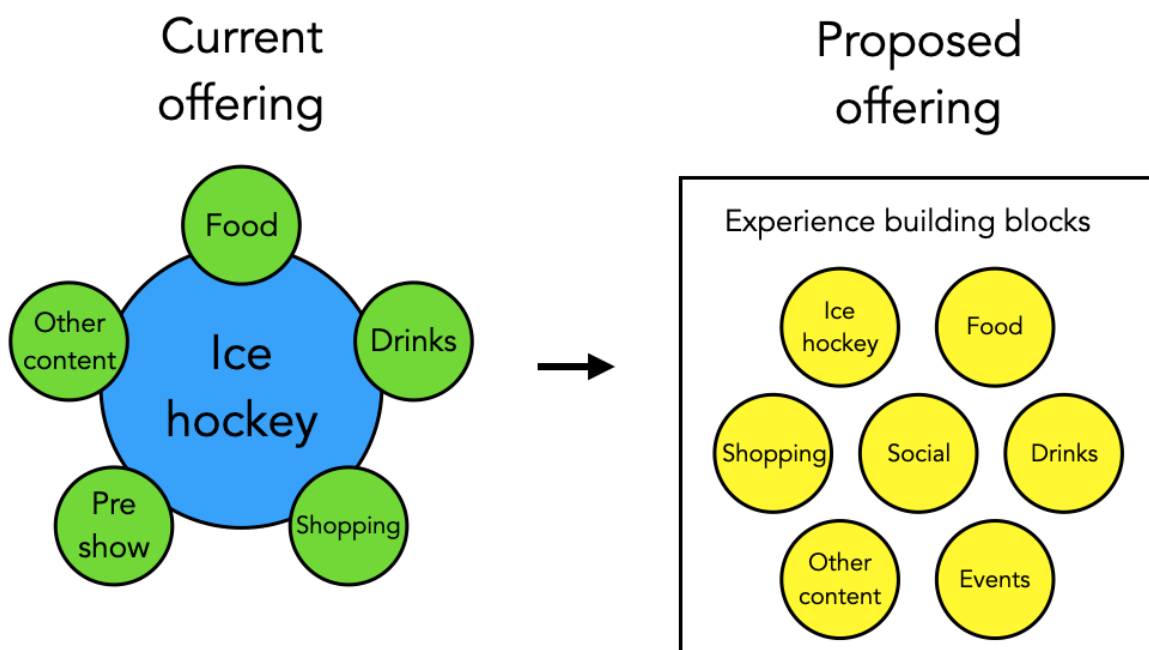 Current
offering
Food
Other
content
Drinks
Ice
hockey
Pre
show
Shopping
Proposed
offering
Experience building blocks
Ice
hockey
Food
Shopping
Social
Drinks
Other
content
Events